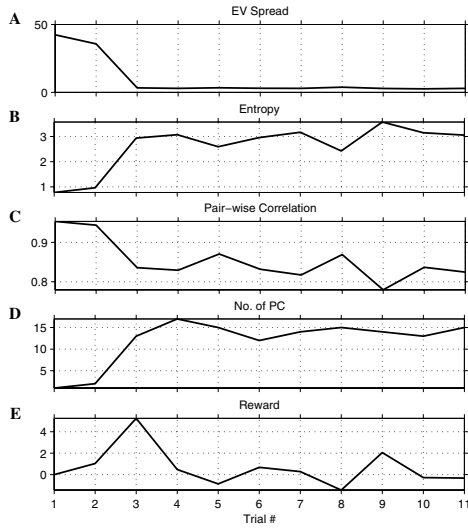 A
EV Spread
50
0
B
Entropy
3
2
1
C
Pair-wise Correlation
0.9
0.8
D
No. of PC
15
10
5
E
Reward
4
2
0
1 2 3 4 5 6 7 8 9 10 11
Trial #